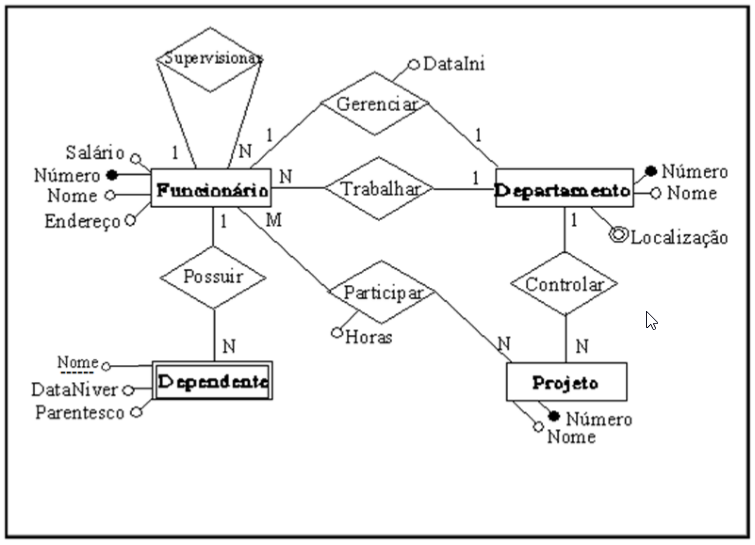 Supervisionar
DataIni
Gerenciar
1
1
1
N
Salário
Número
Nome
Endereço
Funcionário
N
Trabalhar
1
Departamento
Número
Nome
Localização
1
M
1
Possuir
Participar
Horas
Controlar
N
N
N
Nome
DataNiver
Parentesco
Dependente
Projeto
Número
Nome